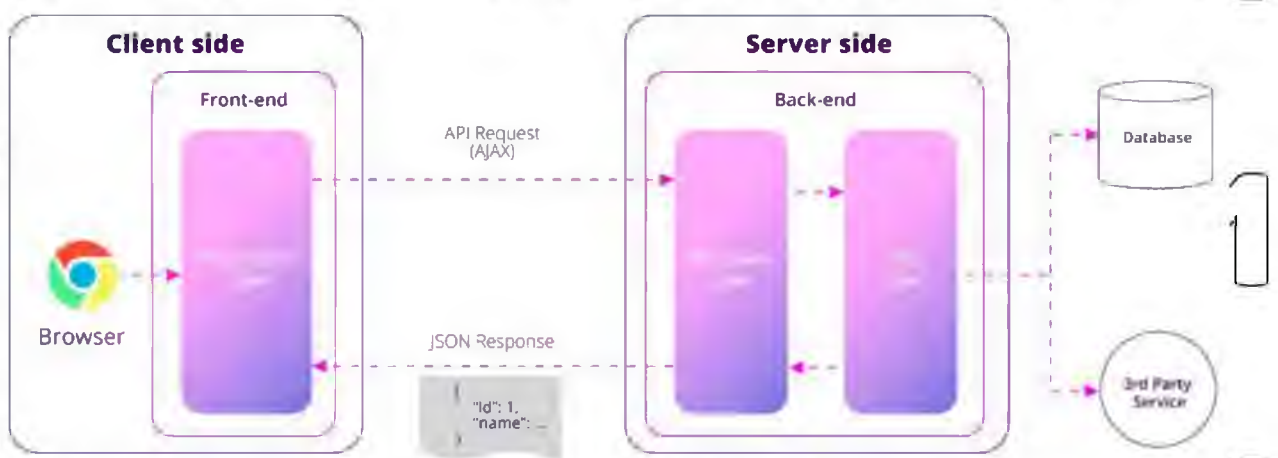 Client side
Server side
Front-end
Back-end
API Request
(AJAX)
Database
Browser
JSON Response
{
"id": 1,
"name": ...
}
3rd Party
Service